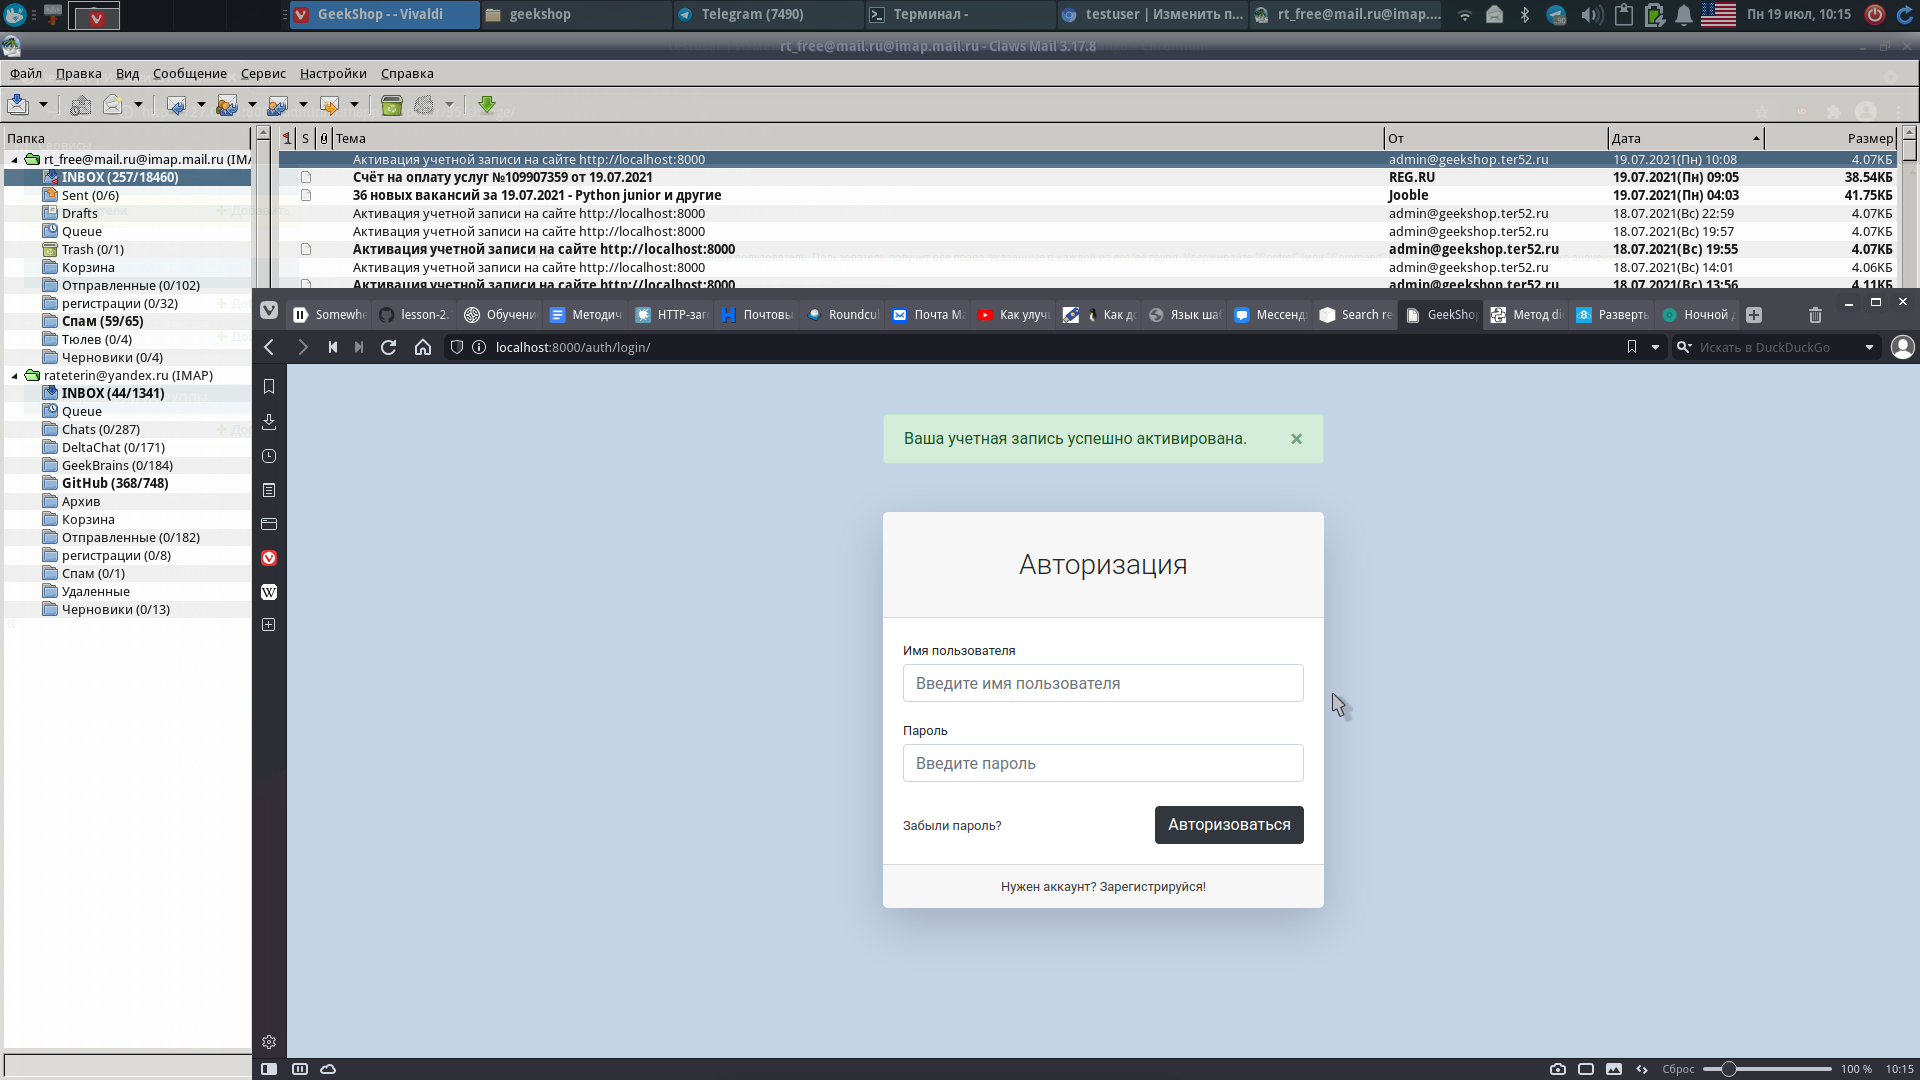 GeekShop - - Vivaldi
geekshop
Telegram (7490)
Терминал -
testuser | Изменить п...
rt_free@mail.ru@imap....
Пн 19 июл, 10:15
rt_free@mail.ru@imap.mail.ru - Claws Mail 3.17.8
Файл Правка Вид Сообщение Сервис Настройки Справка
Папка
S Тема От Дата Размер
rt_free@mail.ru@imap.mail.ru (IMA
INBOX (257/18460)
Sent (0/6)
Drafts
Queue
Trash (0/1)
Корзина
Отправленные (0/102)
регистрации (0/32)
Спам (59/65)
Тюлев (0/4)
Черновики (0/4)
rateterin@yandex.ru (IMAP)
INBOX (44/1341)
Queue
Chats (0/287)
DeltaChat (0/171)
GeekBrains (0/184)
GitHub (368/748)
Архив
Корзина
Отправленные (0/182)
регистрации (0/8)
Спам (0/1)
Удаленные
Черновики (0/13)
Активация учетной записи на сайте http://localhost:8000 admin@geekshop.ter52.ru 19.07.2021(Пн) 10:08 4.07КБ
Счёт на оплату услуг №109907359 от 19.07.2021 REG.RU 19.07.2021(Пн) 09:05 38.54КБ
36 новых вакансий за 19.07.2021 - Python junior и другие Jooble 19.07.2021(Пн) 04:03 41.75КБ
Активация учетной записи на сайте http://localhost:8000 admin@geekshop.ter52.ru 18.07.2021(Вс) 22:59 4.07КБ
Активация учетной записи на сайте http://localhost:8000 admin@geekshop.ter52.ru 18.07.2021(Вс) 19:57 4.07КБ
Активация учетной записи на сайте http://localhost:8000 admin@geekshop.ter52.ru 18.07.2021(Вс) 19:55 4.07КБ
Активация учетной записи на сайте http://localhost:8000 admin@geekshop.ter52.ru 18.07.2021(Вс) 14:01 4.06КБ
Активация учетной записи на сайте http://localhost:8000 admin@geekshop.ter52.ru 18.07.2021(Вс) 13:56 4.11КБ
Somewhe lesson-2. Обучени Методич HTTP-заг Почтовы Roundcu Почта Ма Как улуч Как до Язык шаб Мессенд Search re GeekShop Метод di Разверть Ночной
localhost:8000/auth/login/
Искать в DuckDuckGo
Ваша учетная запись успешно активирована. ×
Авторизация
Имя пользователя
Введите имя пользователя
Пароль
Введите пароль
Забыли пароль?
Авторизоваться
Нужен аккаунт? Зарегистрируйся!
Сброс 100 % 10:15